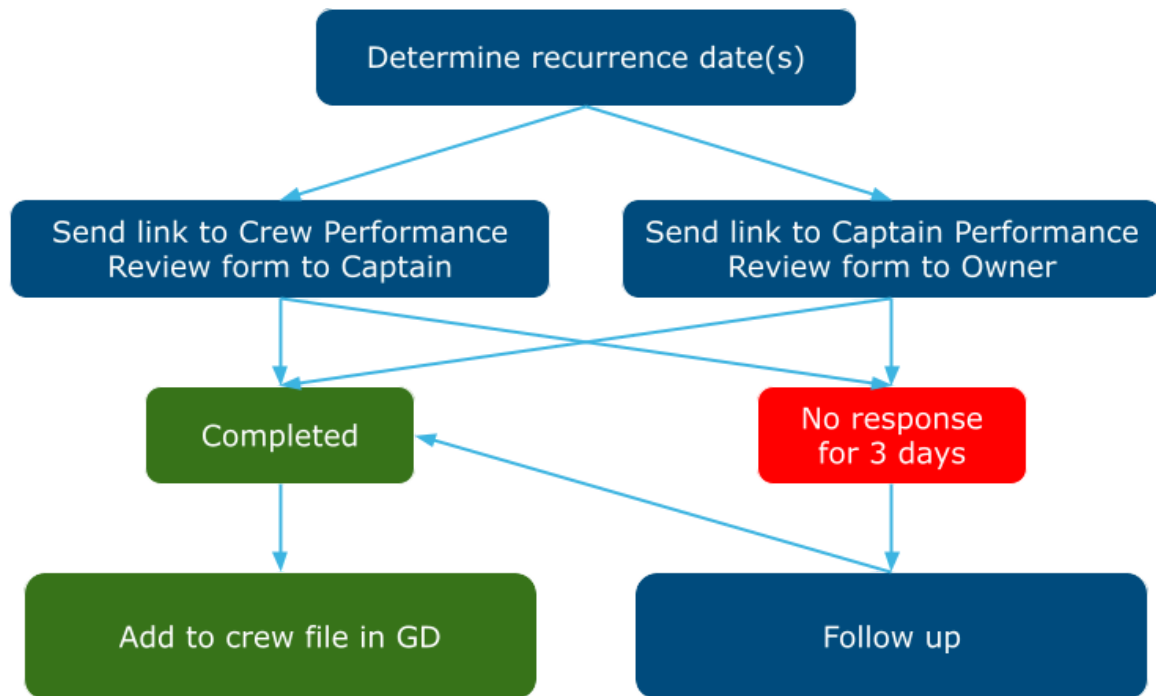 Determine recurrence date(s)
Send link to Crew Performance
Review form to Captain
Send link to Captain Performance
Review form to Owner
Completed
No response
for 3 days
Add to crew file in GD
Follow up